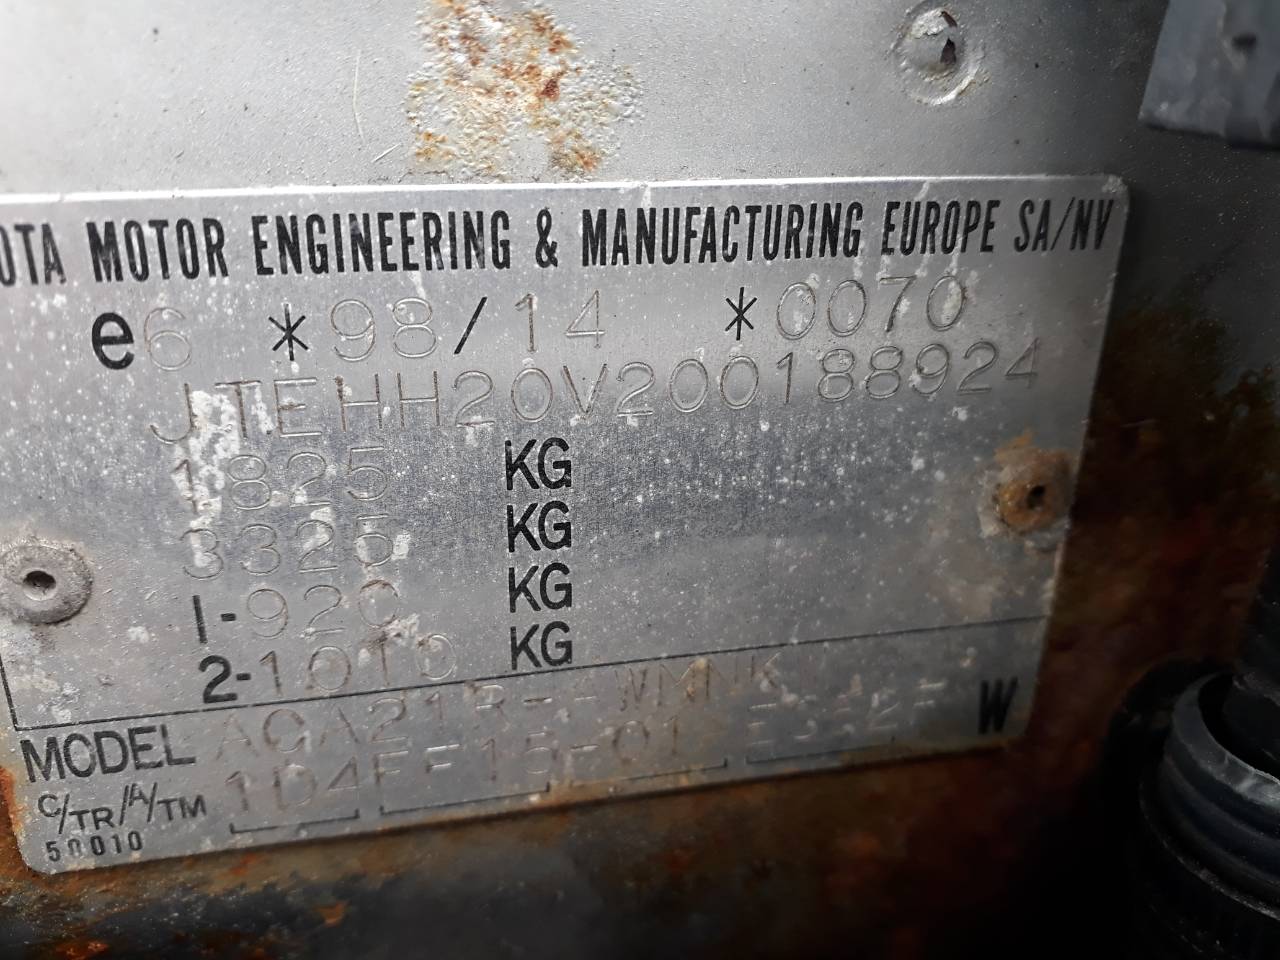 OTA MOTOR ENGINEERING & MANUFACTURING EUROPE SA/NV
e6 *98/14 *0070
JTEHH20V200188924
1825 KG
3325 KG
1-920 KG
2-1010 KG
MODEL ACA21R- W
C/TR/A/TM 1D4
50010